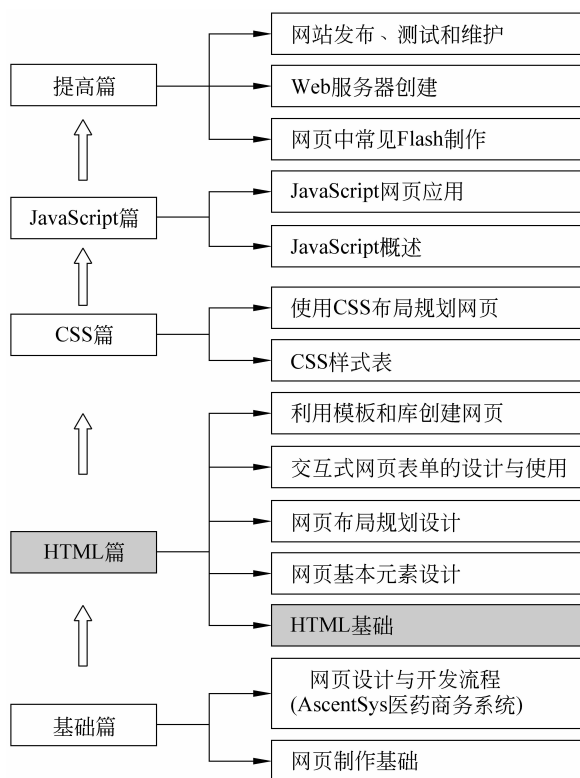 网站发布、测试和维护
提高篇
Web服务器创建
网页中常见Flash制作
JavaScript网页应用
JavaScript篇
JavaScript概述
使用CSS布局规划网页
CSS篇
CSS样式表
利用模板和库创建网页
交互式网页表单的设计与使用
网页布局规划设计
HTML篇
网页基本元素设计
HTML基础
网页设计与开发流程
(AscentSys医药商务系统)
基础篇
网页制作基础